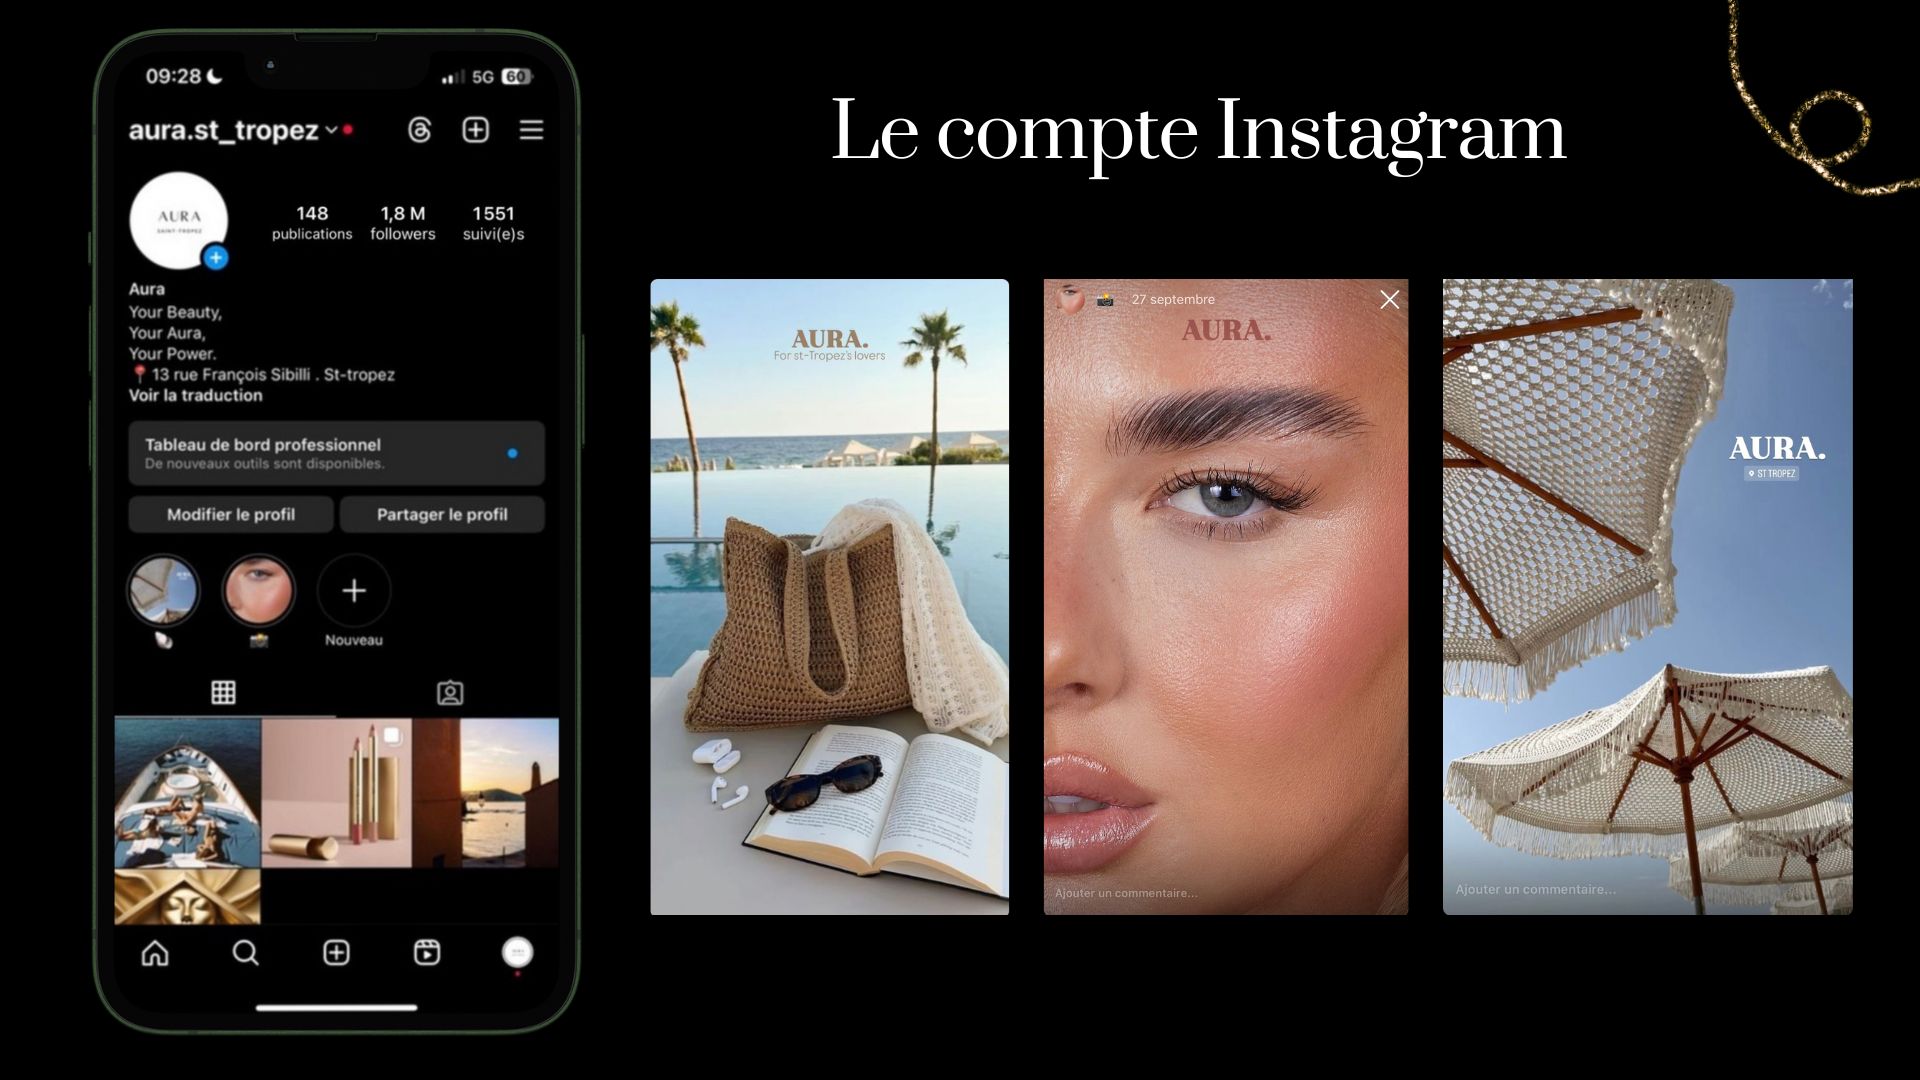 Le compte Instagram
09:28
5G 60
aura.st_tropez
AURA
SAINT-TROPEZ
148
publications
1,8 M
followers
1 551
suivi(e)s
Aura
Your Beauty,
Your Aura,
Your Power.
📍 13 rue François Sibilli . St-tropez
Voir la traduction
Tableau de bord professionnel
De nouveaux outils sont disponibles.
Modifier le profil
Partager le profil
Nouveau
AURA.
For st-Tropez's lovers
27 septembre
AURA.
Ajouter un commentaire...
AURA.
ST TROPEZ
Ajouter un commentaire...